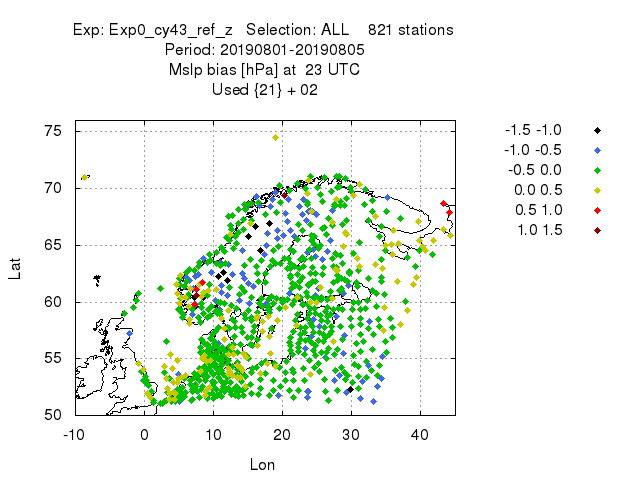 Exp: Exp0_cy43_ref_z Selection: ALL 821 stations
Period: 20190801-20190805
Mslp bias [hPa] at 23 UTC
Used {21} + 02
75
70
65
60
55
50
Lat
-10 0 10 20 30 40
Lon
-1.5 -1.0
-1.0 -0.5
-0.5 0.0
0.0 0.5
0.5 1.0
1.0 1.5